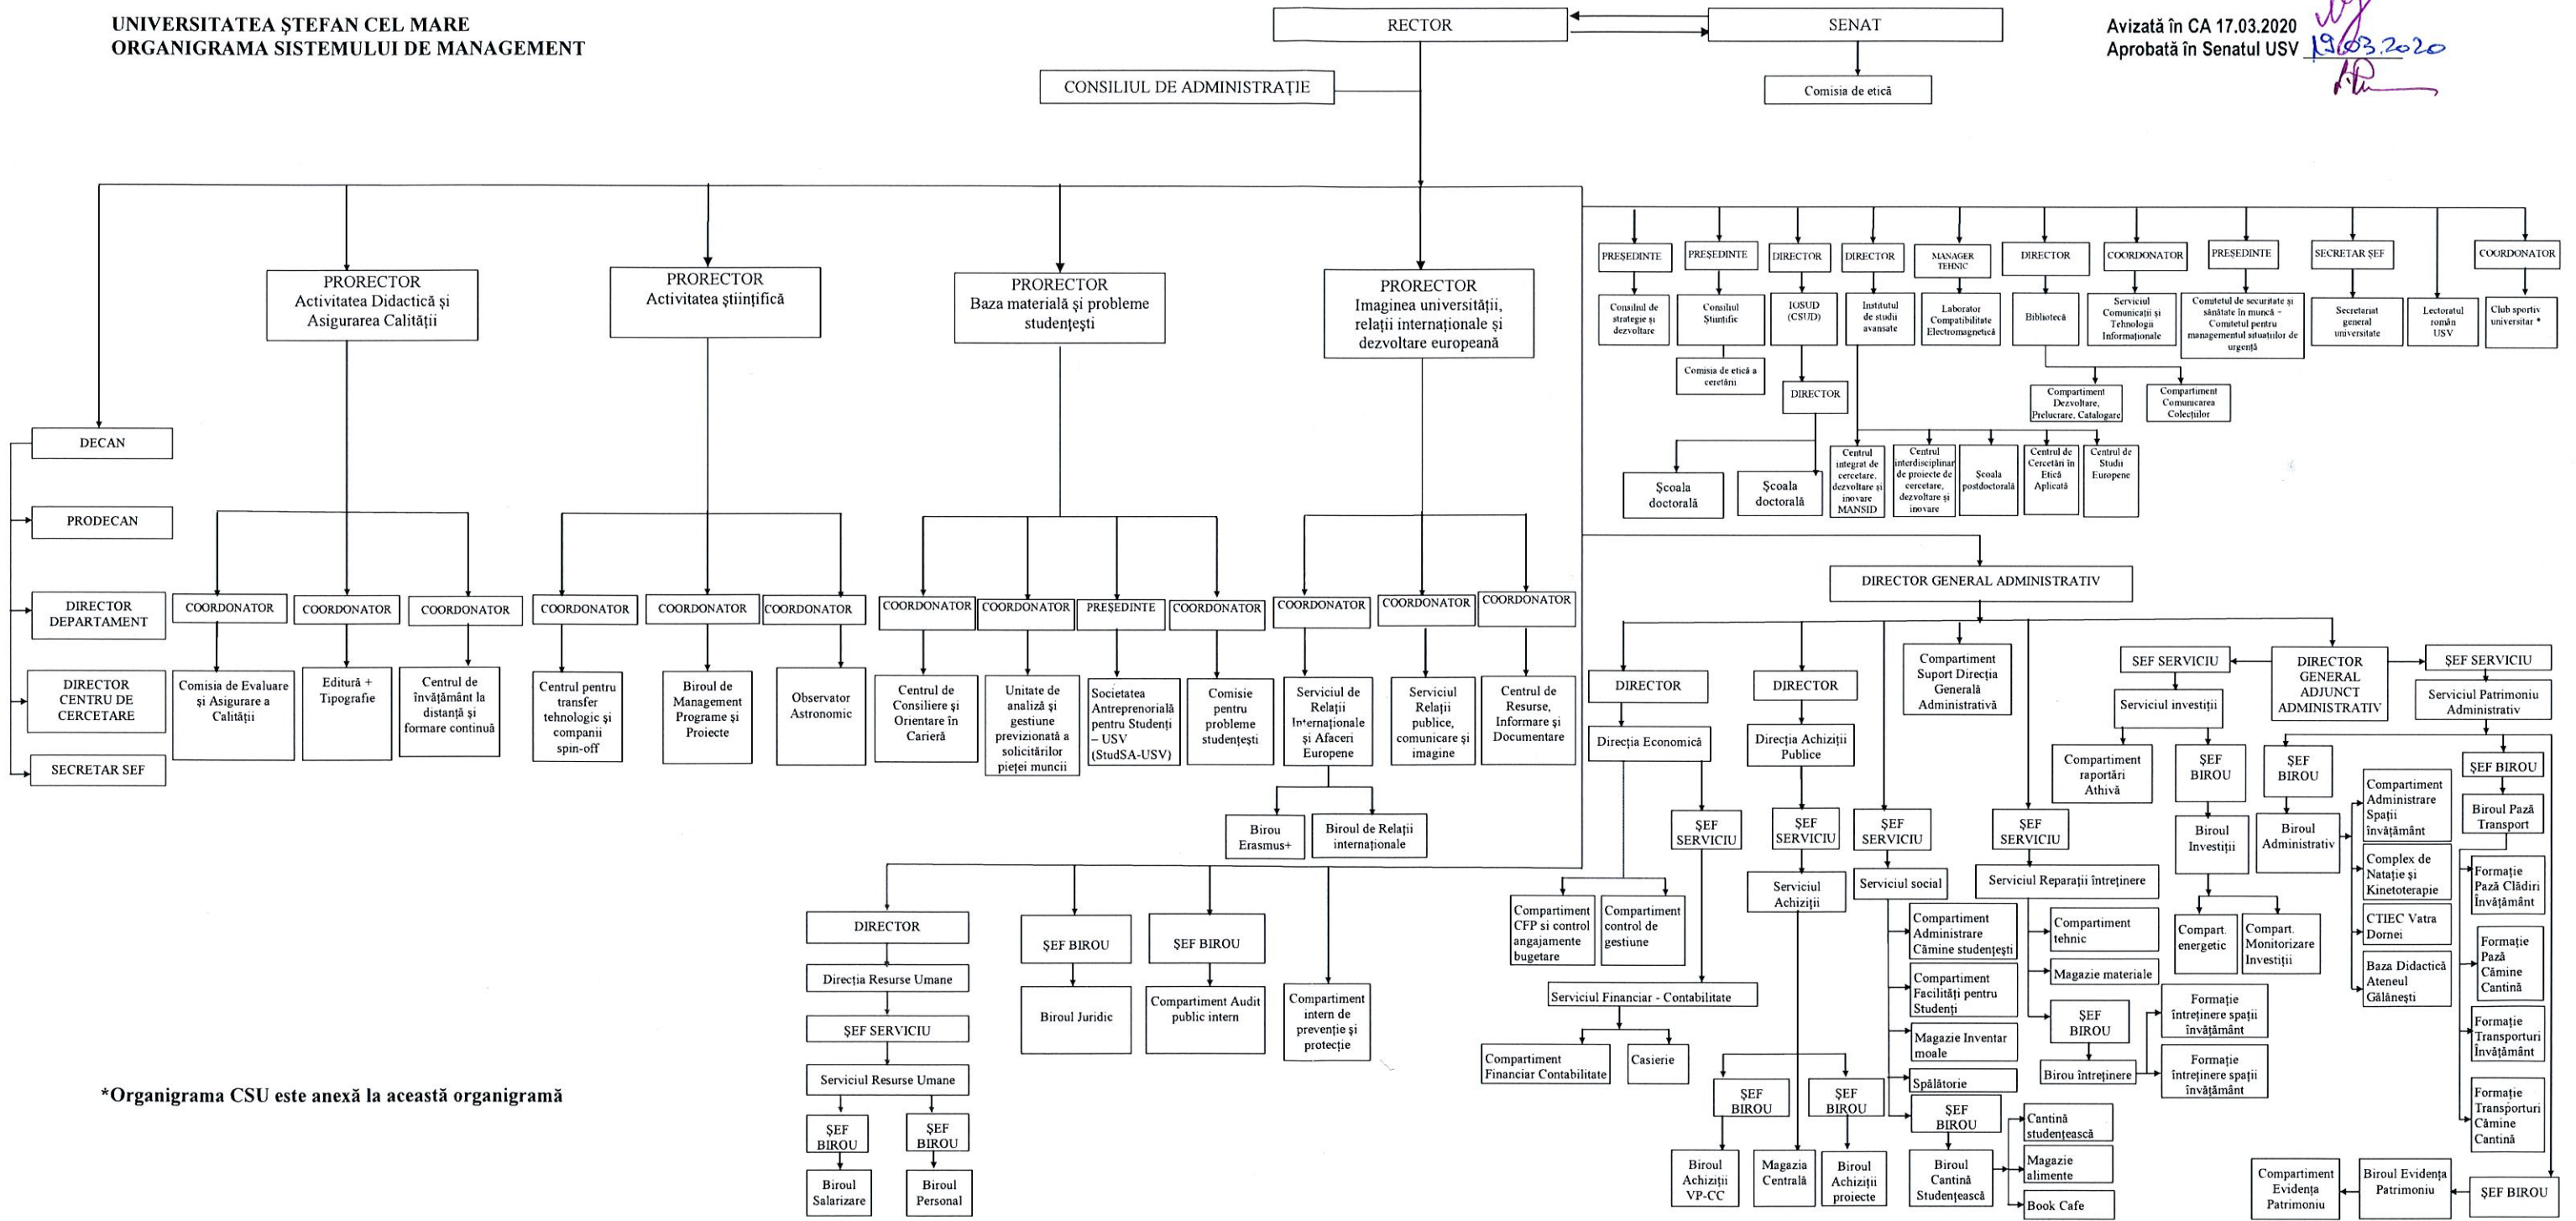 UNIVERSITATEA ŞTEFAN CEL MARE
ORGANIGRAMA SISTEMULUI DE MANAGEMENT
RECTOR
SENAT
Avizată în CA 17.03.2020
Aprobată în Senatul USV 19.03.2020
CONSILIUL DE ADMINISTRAŢIE
Comisia de etică
PRORECTOR
Activitatea Didactică şi
Asigurarea Calităţii
PRORECTOR
Activitatea ştiinţifică
PRORECTOR
Baza materială şi probleme
studenţeşti
PRORECTOR
Imaginea universităţii,
relaţii internaţionale şi
dezvoltare europeană
PREŞEDINTE
PREŞEDINTE
DIRECTOR
DIRECTOR
MANAGER
TEHNIC
DIRECTOR
COORDONATOR
PREŞEDINTE
SECRETAR ŞEF
COORDONATOR
Consiliul de
strategie şi
dezvoltare
Consiliul
Ştiinţific
IOSUD
(CSUD)
Institutul
de studii
avansate
Laborator
Compatibilitate
Electromagnetică
Bibliotecă
Serviciul
Comunicaţii şi
Tehnologii
Informaţionale
Comitetul de securitate şi
sănătate în muncă -
Comitetul pentru
managementul situaţiilor de
urgenţă
Secretariat
general
universitate
Lectoratul
român
USV
Club sportiv
universitar *
Comisia de etică a
ceretării
DIRECTOR
Compartiment
Dezvoltare,
Prelucrare, Catalogare
Compartiment
Comunicarea
Colecţiilor
Şcoala
doctorală
Şcoala
doctorală
Centrul
integrat de
cercetare,
dezvoltare şi
inovare
MANSID
Centrul
interdisciplinar
de proiecte de
cercetare,
dezvoltare şi
inovare
Şcoala
postdoctorală
Centrul de
Cercetări în
Etică
Aplicată
Centrul de
Studii
Europene
DECAN
PRODECAN
DIRECTOR
DEPARTAMENT
DIRECTOR
CENTRU DE
CERCETARE
SECRETAR SEF
COORDONATOR
COORDONATOR
COORDONATOR
COORDONATOR
COORDONATOR
COORDONATOR
COORDONATOR
COORDONATOR
PREŞEDINTE
COORDONATOR
COORDONATOR
COORDONATOR
COORDONATOR
Comisia de Evaluare
şi Asigurare a
Calităţii
Editură +
Tipografie
Centrul de
învăţământ la
distanţă şi
formare continuă
Centrul pentru
transfer
tehnologic şi
companii
spin-off
Biroul de
Management
Programe şi
Proiecte
Observator
Astronomic
Centrul de
Consiliere şi
Orientare în
Carieră
Unitate de
analiză şi
gestiune
previzionată a
solicitărilor
pieţei muncii
Societatea
Antreprenorială
pentru Studenţi
– USV
(StudSA-USV)
Comisie
pentru
probleme
studenţeşti
Serviciul de
Relaţii
Internaţionale
şi Afaceri
Europene
Serviciul
Relaţii
publice,
comunicare şi
imagine
Centrul de
Resurse,
Informare şi
Documentare
Birou
Erasmus+
Biroul de Relaţii
internaţionale
DIRECTOR
Direcţia Resurse Umane
ŞEF SERVICIU
Serviciul Resurse Umane
ŞEF
BIROU
ŞEF
BIROU
Biroul
Salarizare
Biroul
Personal
ŞEF BIROU
Biroul Juridic
ŞEF BIROU
Compartiment Audit
public intern
Compartiment
intern de
prevenţie şi
protecţie
DIRECTOR GENERAL ADMINISTRATIV
DIRECTOR
Direcţia Economică
DIRECTOR
Direcţia Achiziţii
Publice
Compartiment
Suport Direcţia
Generală
Administrativă
ŞEF SERVICIU
Serviciul investiţii
DIRECTOR
GENERAL
ADJUNCT
ADMINISTRATIV
ŞEF SERVICIU
Serviciul Patrimoniu
Administrativ
ŞEF
SERVICIU
ŞEF
SERVICIU
ŞEF
SERVICIU
ŞEF
SERVICIU
Compartiment
raportări
Athivă
ŞEF
BIROU
ŞEF
BIROU
ŞEF BIROU
Biroul
Investiţii
Biroul
Administrativ
Biroul Pază
Transport
Compartiment
Administrare
Spaţii
învăţământ
Complex de
Nataţie şi
Kinetoterapie
CTIEC Vatra
Dornei
Baza Didactică
Ateneul
Gălăneşti
Formaţie
Pază Clădiri
Învăţământ
Formaţie
Pază
Cămine
Cantină
Formaţie
Transporturi
Învăţământ
Formaţie
Transporturi
Cămine
Cantină
Compartiment
CFP si control
angajamente
bugetare
Compartiment
control de
gestiune
Serviciul Financiar - Contabilitate
Compartiment
Financiar Contabilitate
Casierie
Serviciul
Achiziţii
ŞEF
BIROU
ŞEF
BIROU
Biroul
Achiziţii
VP-CC
Magazia
Centrală
Biroul
Achiziţii
proiecte
Serviciul social
Compartiment
Administrare
Cămine studenţeşti
Compartiment
Facilităţi pentru
Studenţi
Magazie Inventar
moale
Spălătorie
ŞEF
BIROU
Biroul
Cantină
Studenţească
Cantină
studenţească
Magazie
alimente
Book Cafe
Serviciul Reparaţii întreţinere
Compartiment
tehnic
Magazie materiale
ŞEF
BIROU
Birou întreţinere
Formaţie
întreţinere spaţii
învăţământ
Formaţie
întreţinere spaţii
învăţământ
Compart.
energetic
Compart.
Monitorizare
Investiţii
Compartiment
Evidenţa
Patrimoniu
Biroul Evidenţa
Patrimoniu
ŞEF BIROU
*Organigrama CSU este anexă la această organigramă